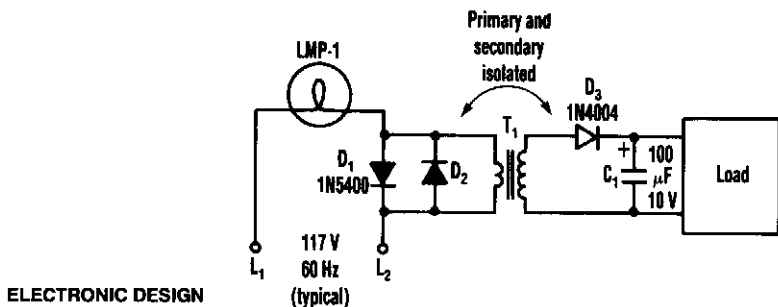 LMP-1
Primary and
secondary
isolated
D3
1N4004
T1
D1
1N5400
D2
+
100
C1
µF
10 V
Load
L1
117 V
60 Hz
(typical)
L2
ELECTRONIC DESIGN